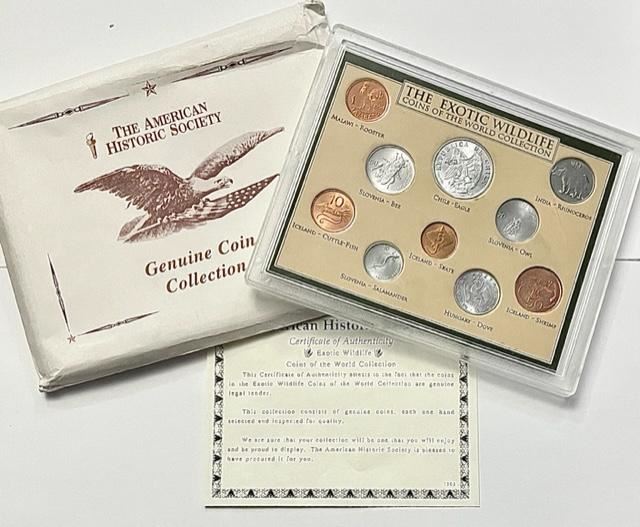 THE AMERICAN
HISTORIC SOCIETY
Genuine Coin
Collection
THE EXOTIC WILDLIFE
COINS OF THE WORLD COLLECTION
MALAWI - ROOSTER
SLOVENIA - BEE
CHILE - EAGLE
INDIA - RHINOCEROS
10
ICELAND - CUTTLE-FISH
ICELAND - SKATE
SLOVENIA - OWL
SLOVENIA - SALAMANDER
HUNGARY - DOVE
50
ICELAND - SHRIMP
Certificate of Authenticity
Exotic Wildlife
Coins of the World Collection
This Certificate of Authenticity attests to the fact that the coins
in the Exotic Wildlife Coins of the World Collection are genuine
legal tender.
This collection consists of genuine coins, each one hand
selected and inspected for quality.
We are sure that your collection will be one that you will enjoy
and be proud to display. The American Historic Society is pleased to
have procured it for you.